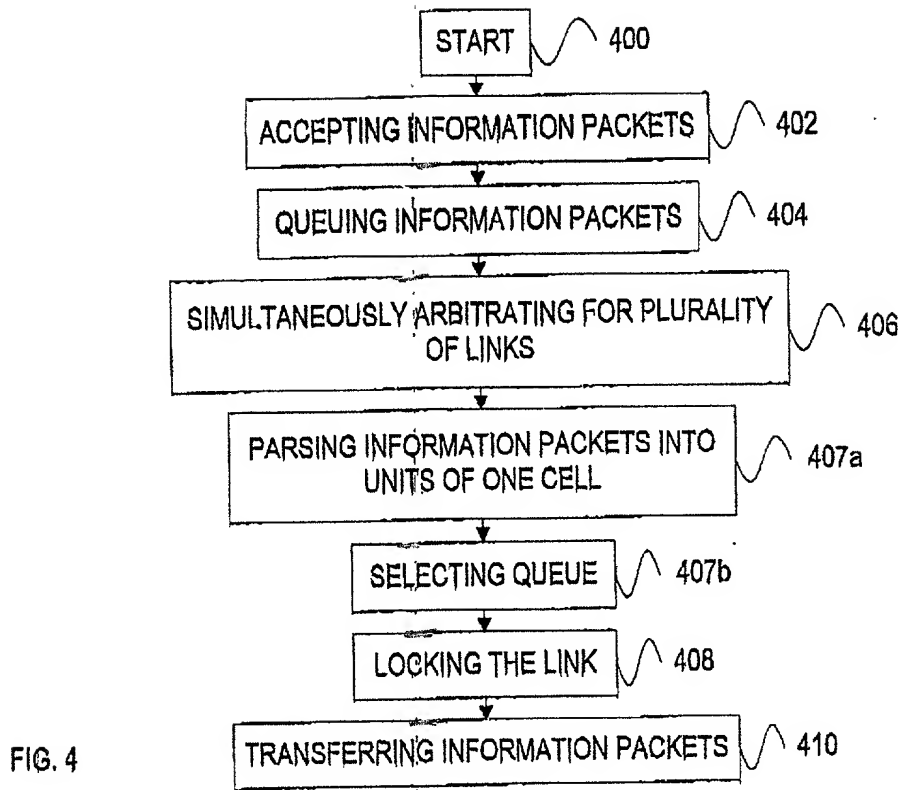 START 400
ACCEPTING INFORMATION PACKETS 402
QUEUING INFORMATION PACKETS 404
SIMULTANEOUSLY ARBITRATING FOR PLURALITY
OF LINKS 406
PARSING INFORMATION PACKETS INTO
UNITS OF ONE CELL 407a
SELECTING QUEUE 407b
LOCKING THE LINK 408
TRANSFERRING INFORMATION PACKETS 410
FIG. 4